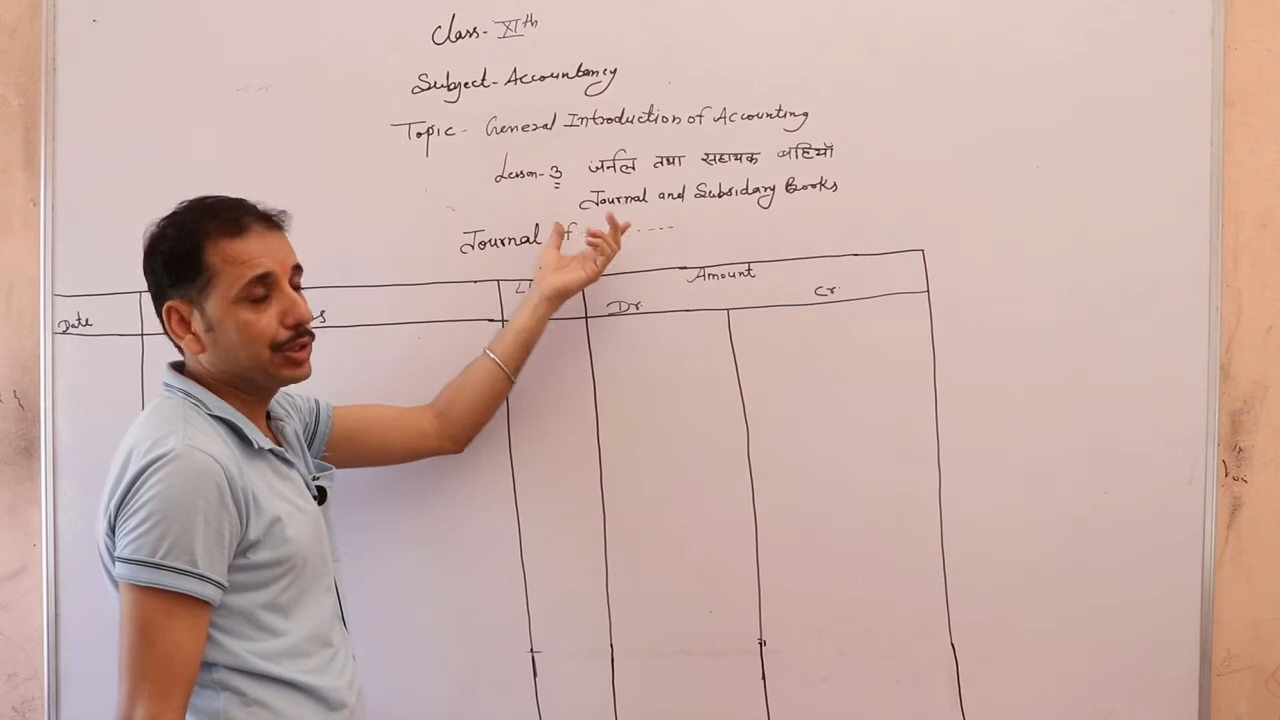 Class-XIth
Subject-Accountancy
Topic- General Introduction of Accounting
Lesson-3 जर्नल तथा सहायक बहियाँ
Journal and Subsidary Books
Journal of
Amount
Date
Dr.
Cr.